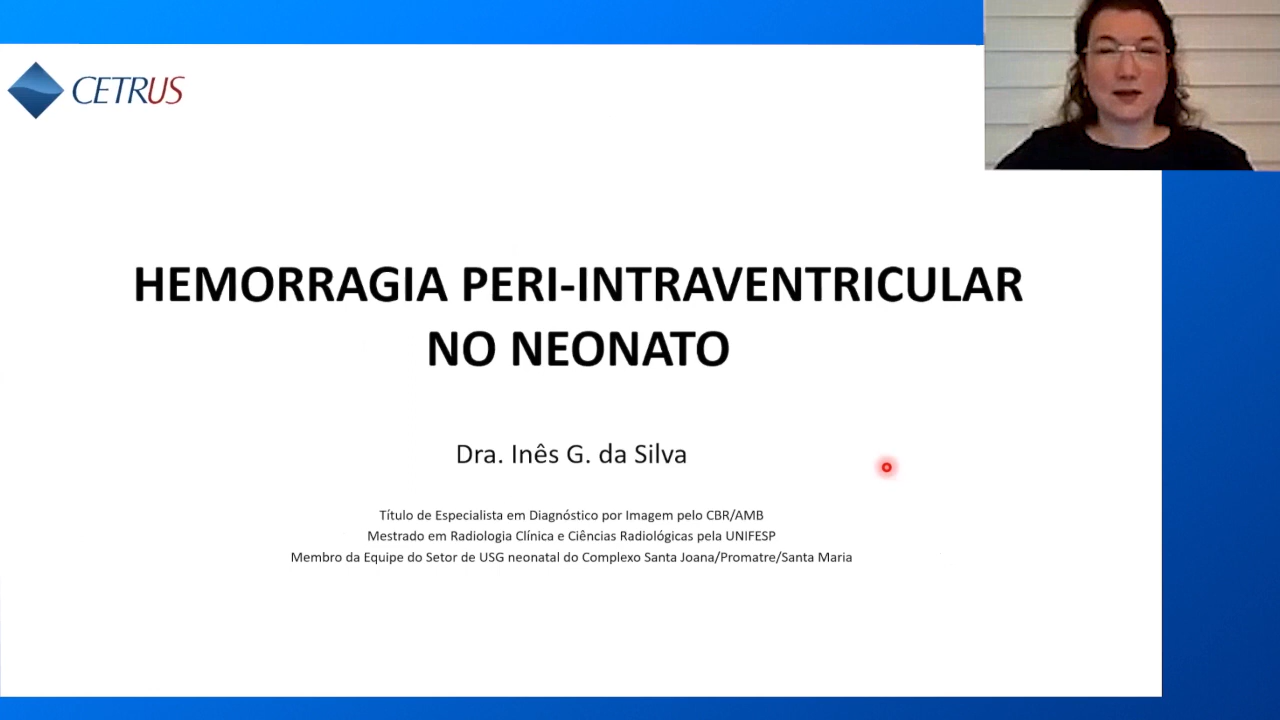 CETRUS
HEMORRAGIA PERI-INTRAVENTRICULAR
NO NEONATO
Dra. Inês G. da Silva
Título de Especialista em Diagnóstico por Imagem pelo CBR/AMB
Mestrado em Radiologia Clínica e Ciências Radiológicas pela UNIFESP
Membro da Equipe do Setor de USG neonatal do Complexo Santa Joana/Promatre/Santa Maria